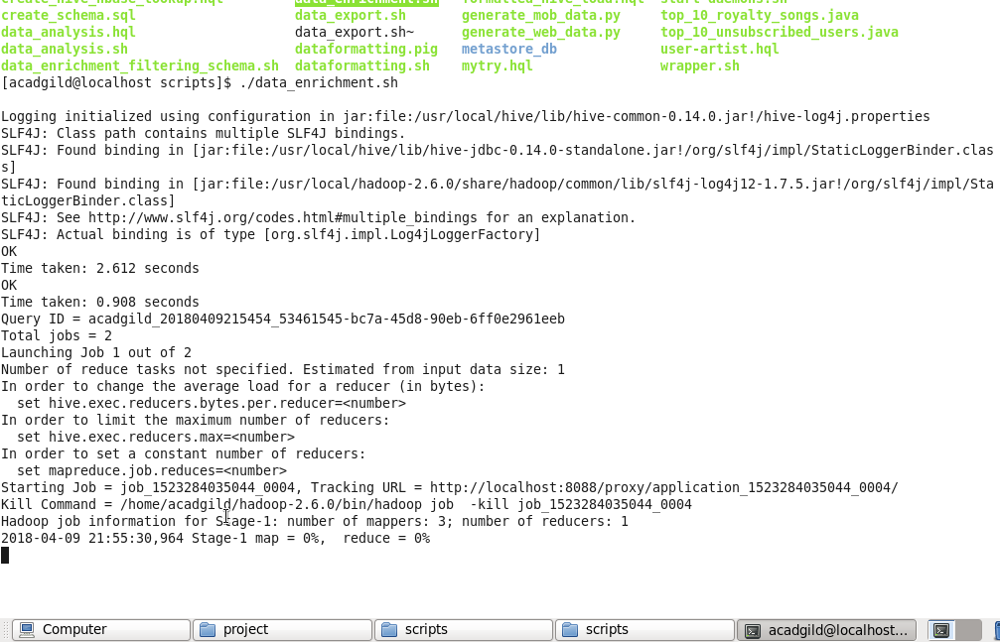 create_hive_hbase_lookup.hql data_enrichment.sh formatted_hive_load.hql start-daemons.sh
create_schema.sql data_export.sh generate_mob_data.py top_10_royalty_songs.java
data_analysis.hql data_export.sh~ generate_web_data.py top_10_unsubscribed_users.java
data_analysis.sh dataformatting.pig metastore_db user-artist.hql
data_enrichment_filtering_schema.sh dataformatting.sh mytry.hql wrapper.sh
[acadgild@localhost scripts]$ ./data_enrichment.sh
Logging initialized using configuration in jar:file:/usr/local/hive/lib/hive-common-0.14.0.jar!/hive-log4j.properties
SLF4J: Class path contains multiple SLF4J bindings.
SLF4J: Found binding in [jar:file:/usr/local/hive/lib/hive-jdbc-0.14.0-standalone.jar!/org/slf4j/impl/StaticLoggerBinder.clas
s]
SLF4J: Found binding in [jar:file:/usr/local/hadoop-2.6.0/share/hadoop/common/lib/slf4j-log4j12-1.7.5.jar!/org/slf4j/impl/Sta
ticLoggerBinder.class]
SLF4J: See http://www.slf4j.org/codes.html#multiple_bindings for an explanation.
SLF4J: Actual binding is of type [org.slf4j.impl.Log4jLoggerFactory]
OK
Time taken: 2.612 seconds
OK
Time taken: 0.908 seconds
Query ID = acadgild_20180409215454_53461545-bc7a-45d8-90eb-6ff0e2961eeb
Total jobs = 2
Launching Job 1 out of 2
Number of reduce tasks not specified. Estimated from input data size: 1
In order to change the average load for a reducer (in bytes):
  set hive.exec.reducers.bytes.per.reducer=<number>
In order to limit the maximum number of reducers:
  set hive.exec.reducers.max=<number>
In order to set a constant number of reducers:
  set mapreduce.job.reduces=<number>
Starting Job = job_1523284035044_0004, Tracking URL = http://localhost:8088/proxy/application_1523284035044_0004/
Kill Command = /home/acadgild/hadoop-2.6.0/bin/hadoop job  -kill job_1523284035044_0004
Hadoop job information for Stage-1: number of mappers: 3; number of reducers: 1
2018-04-09 21:55:30,964 Stage-1 map = 0%,  reduce = 0%
Computer project scripts scripts acadgild@localhost...